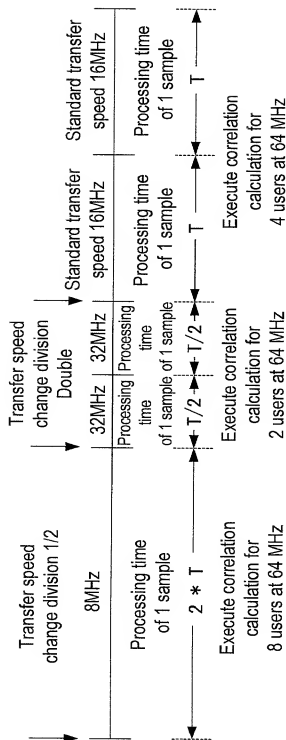 Transfer speed
change division 1/2
Transfer speed
change division
Double
8MHz
32MHz
32MHz
Standard transfer
speed 16MHz
Standard transfer
speed 16MHz
Processing time
of 1 sample
Processing
time
of 1 sample
Processing
time
of 1 sample
Processing time
of 1 sample
Processing time
of 1 sample
2 * T
T/2
T/2
T
T
Execute correlation
calculation for
8 users at 64 MHz
Execute correlation
calculation for
2 users at 64 MHz
Execute correlation
calculation for
4 users at 64 MHz